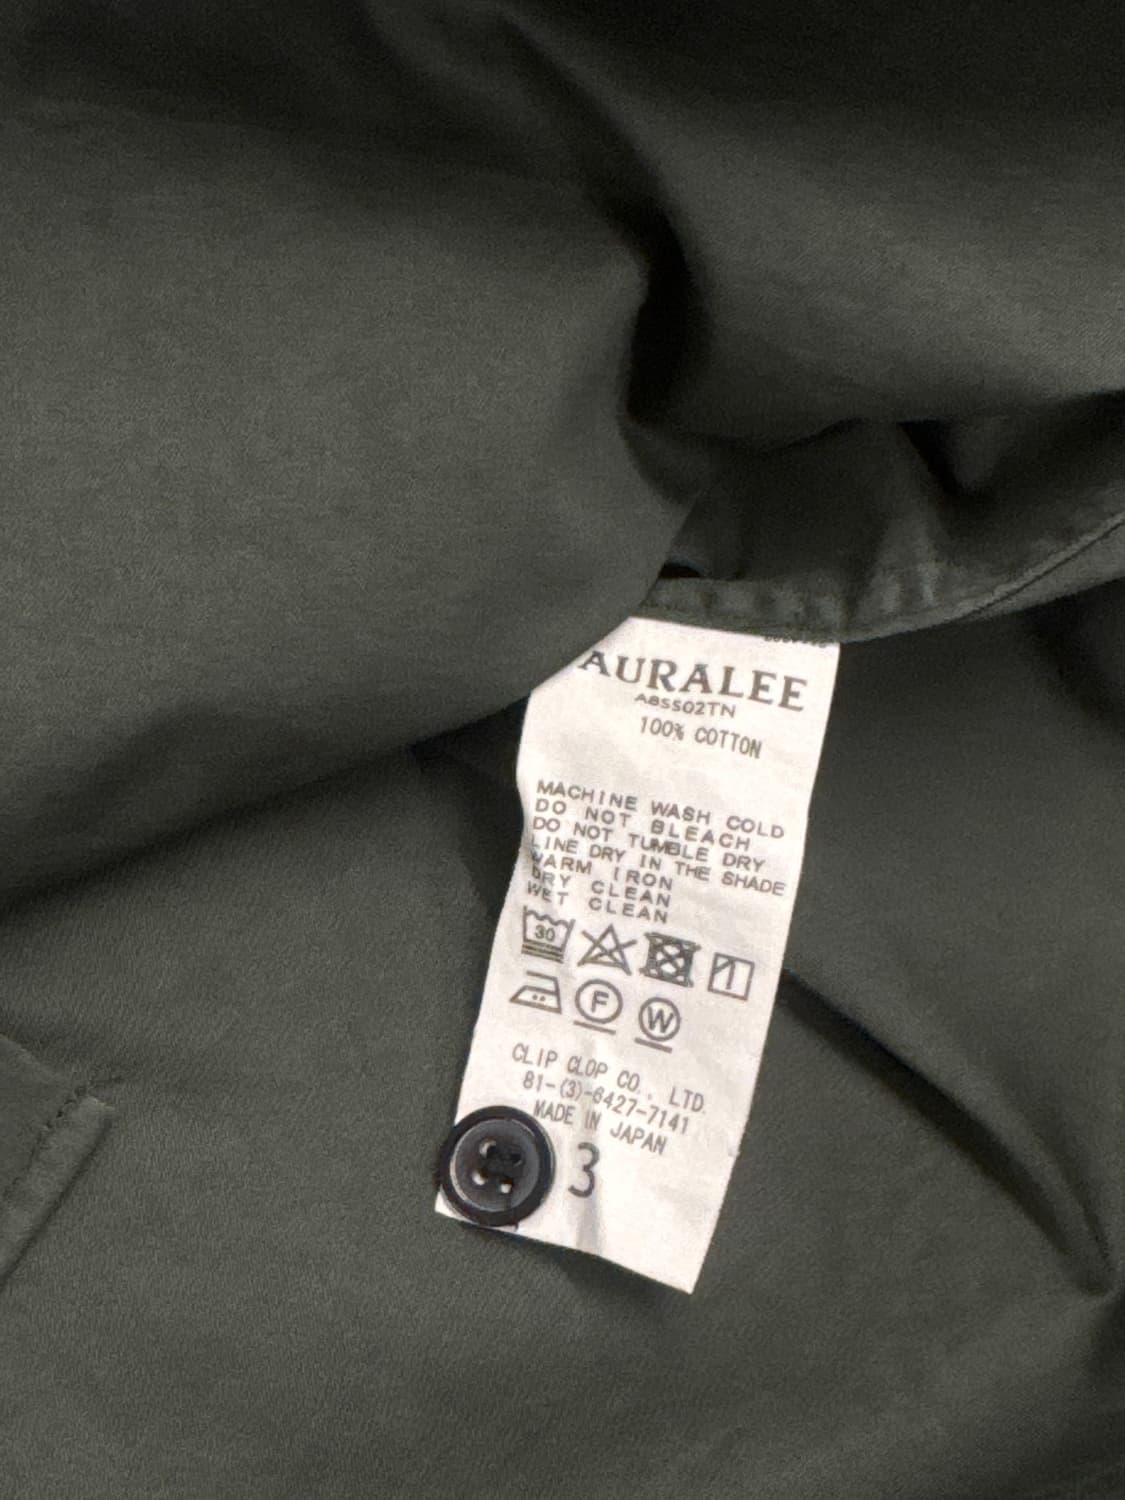 AURALEE
A8SS02TN
100% COTTON
MACHINE WASH COLD
DO NOT BLEACH
DO NOT TUMBLE DRY
LINE DRY IN THE SHADE
WARM IRON
DRY CLEAN
WET CLEAN
30
F W
CLIP CLOP CO., LTD.
81-(3)-6427-7141
MADE IN JAPAN
3